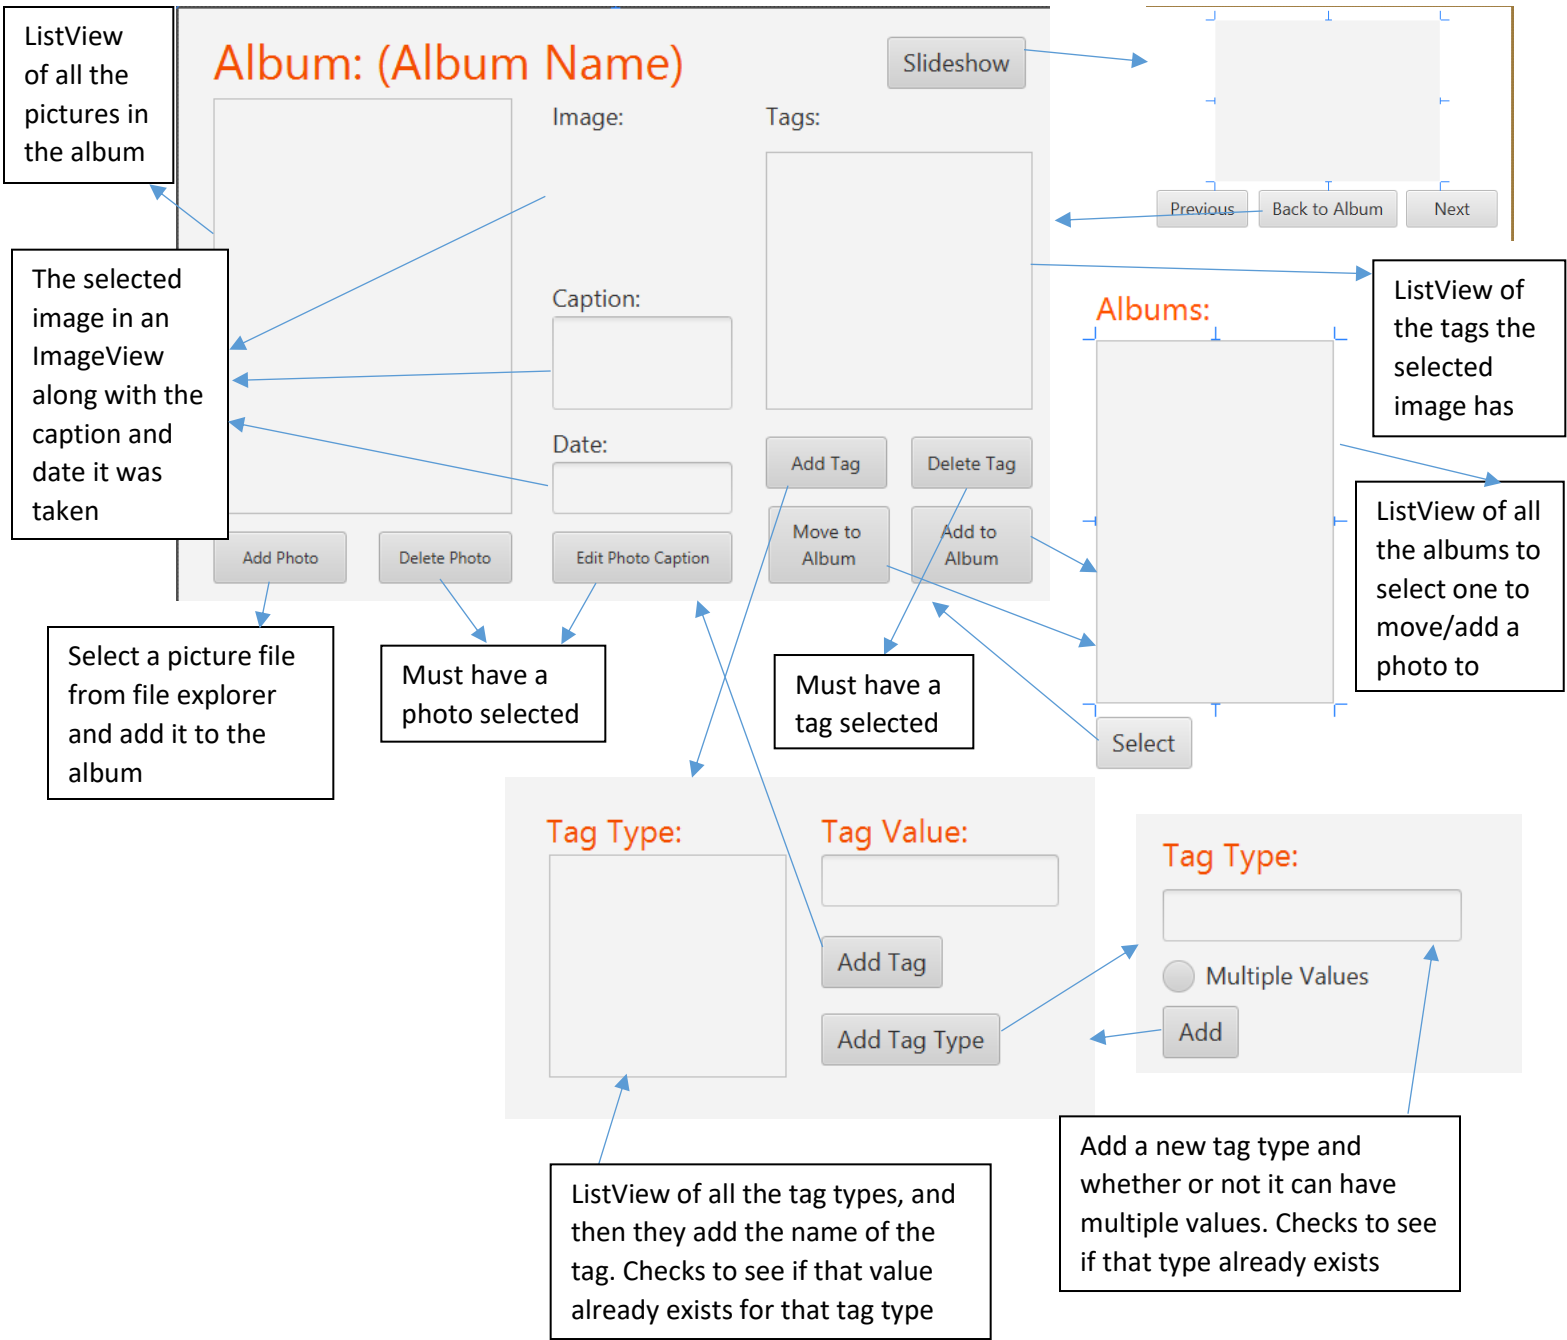 ListView
of all the
pictures in
the album
Album: (Album Name)
Slideshow
Image:
Tags:
Previous
Back to Album
Next
The selected
image in an
ImageView
along with the
caption and
date it was
taken
Caption:
Date:
ListView of
the tags the
selected
image has
Albums:
Add Tag
Delete Tag
Move to
Album
Add to
Album
Add Photo
Delete Photo
Edit Photo Caption
ListView of all
the albums to
select one to
move/add a
photo to
Select a picture file
from file explorer
and add it to the
album
Must have a
photo selected
Must have a
tag selected
Select
Tag Type:
Tag Value:
Add Tag
Add Tag Type
Tag Type:
Multiple Values
Add
ListView of all the tag types, and
then they add the name of the
tag. Checks to see if that value
already exists for that tag type
Add a new tag type and
whether or not it can have
multiple values. Checks to see
if that type already exists